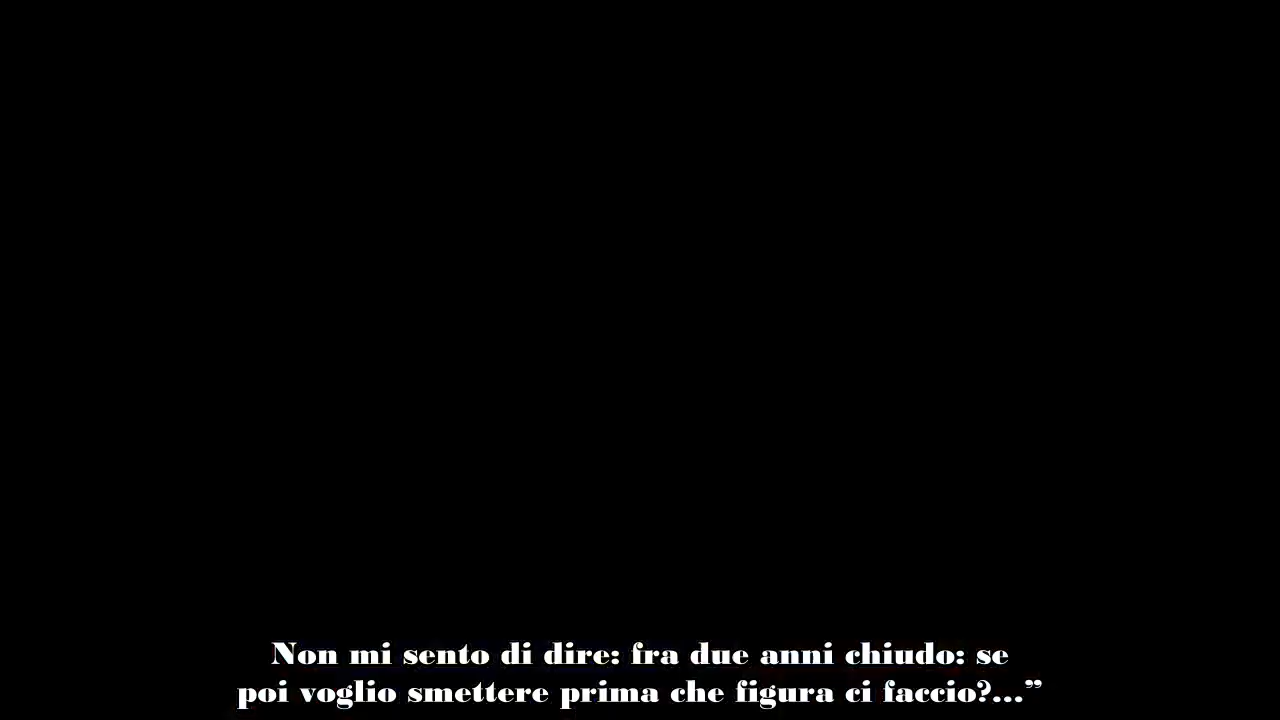 Non mi sento di dire: fra due anni chiudo: se
poi voglio smettere prima che figura ci faccio?...”